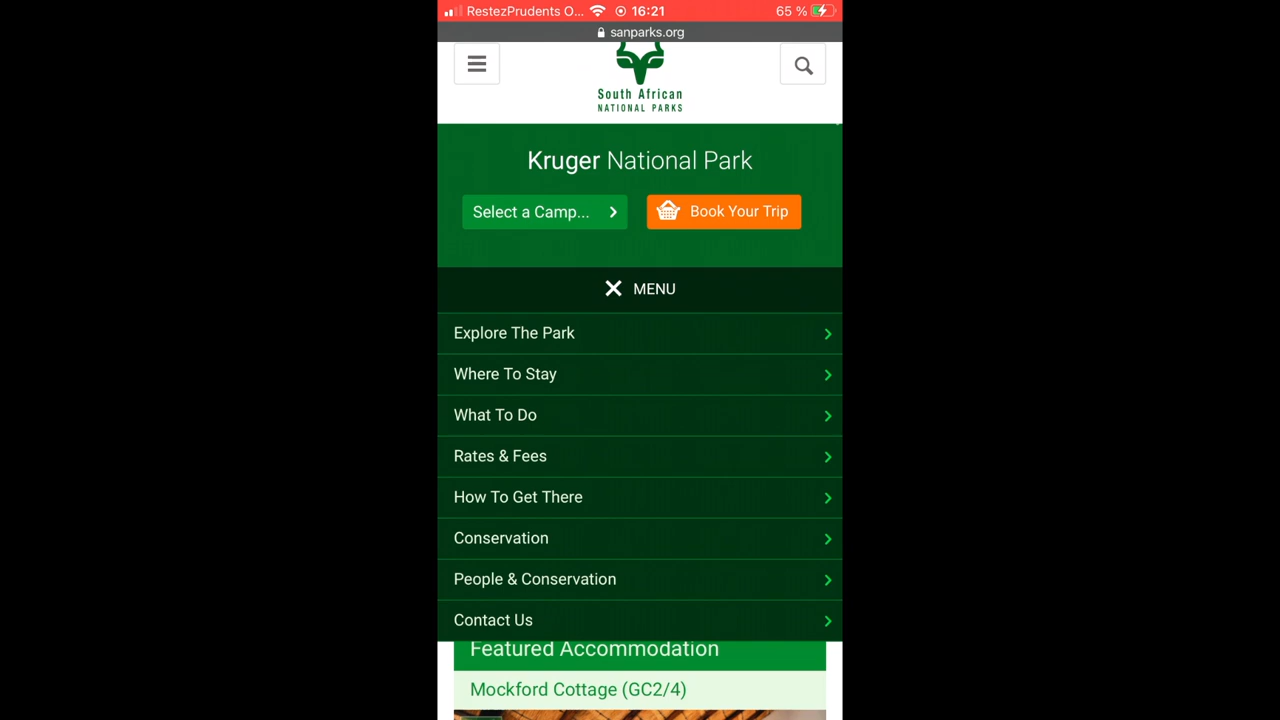 RestezPrudents O... 16:21 65 %
sanparks.org
South African
NATIONAL PARKS
Kruger National Park
Select a Camp... Book Your Trip
MENU
Explore The Park
Where To Stay
What To Do
Rates & Fees
How To Get There
Conservation
People & Conservation
Contact Us
Featured Accommodation
Mockford Cottage (GC2/4)